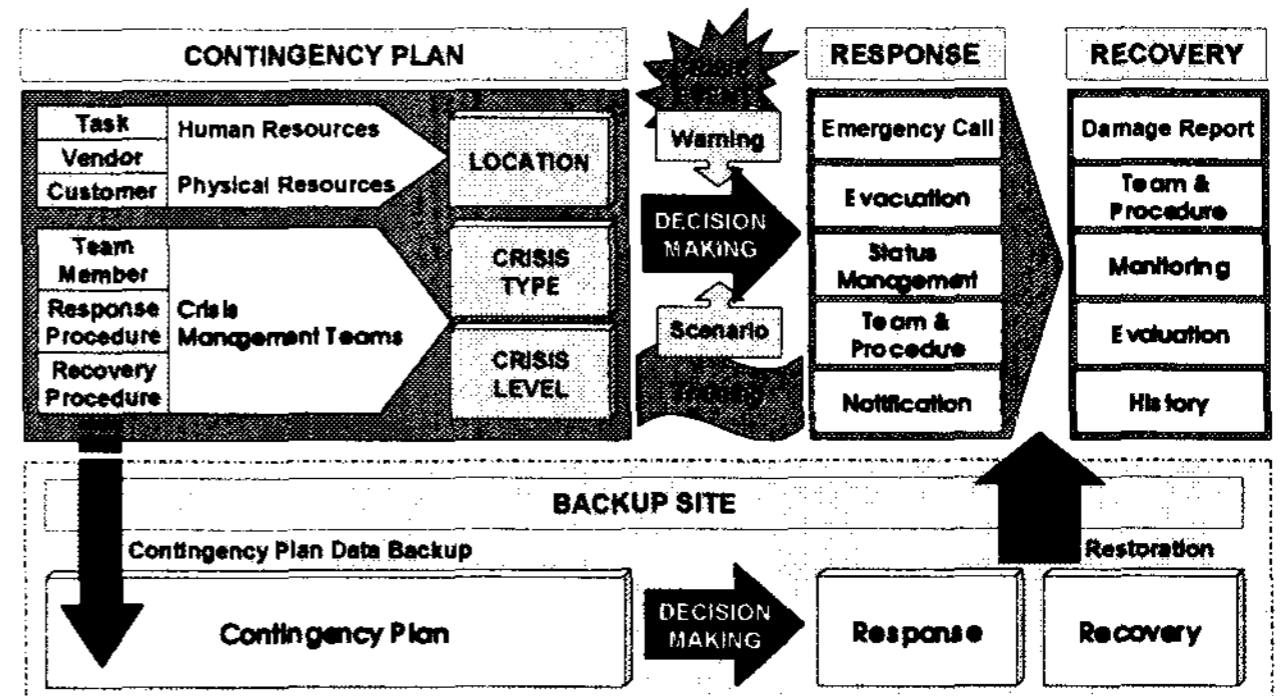 CONTINGENCY PLAN
RESPONSE
RECOVERY
Task
Vendor
Customer
Human Resources
Physical Resources
LOCATION
Team
Member
Response
Procedure
Recovery
Procedure
Crisis
Management Teams
CRISIS
TYPE
CRISIS
LEVEL
Warning
DECISION
MAKING
Scenario
Training
Emergency Call
Evacuation
Status
Management
Team &
Procedure
Nottification
Damage Report
Team &
Procedure
Monitoring
Evaluation
History
BACKUP SITE
Contingency Plan Data Backup
Restoration
Contingency Plan
DECISION
MAKING
Response
Recovery